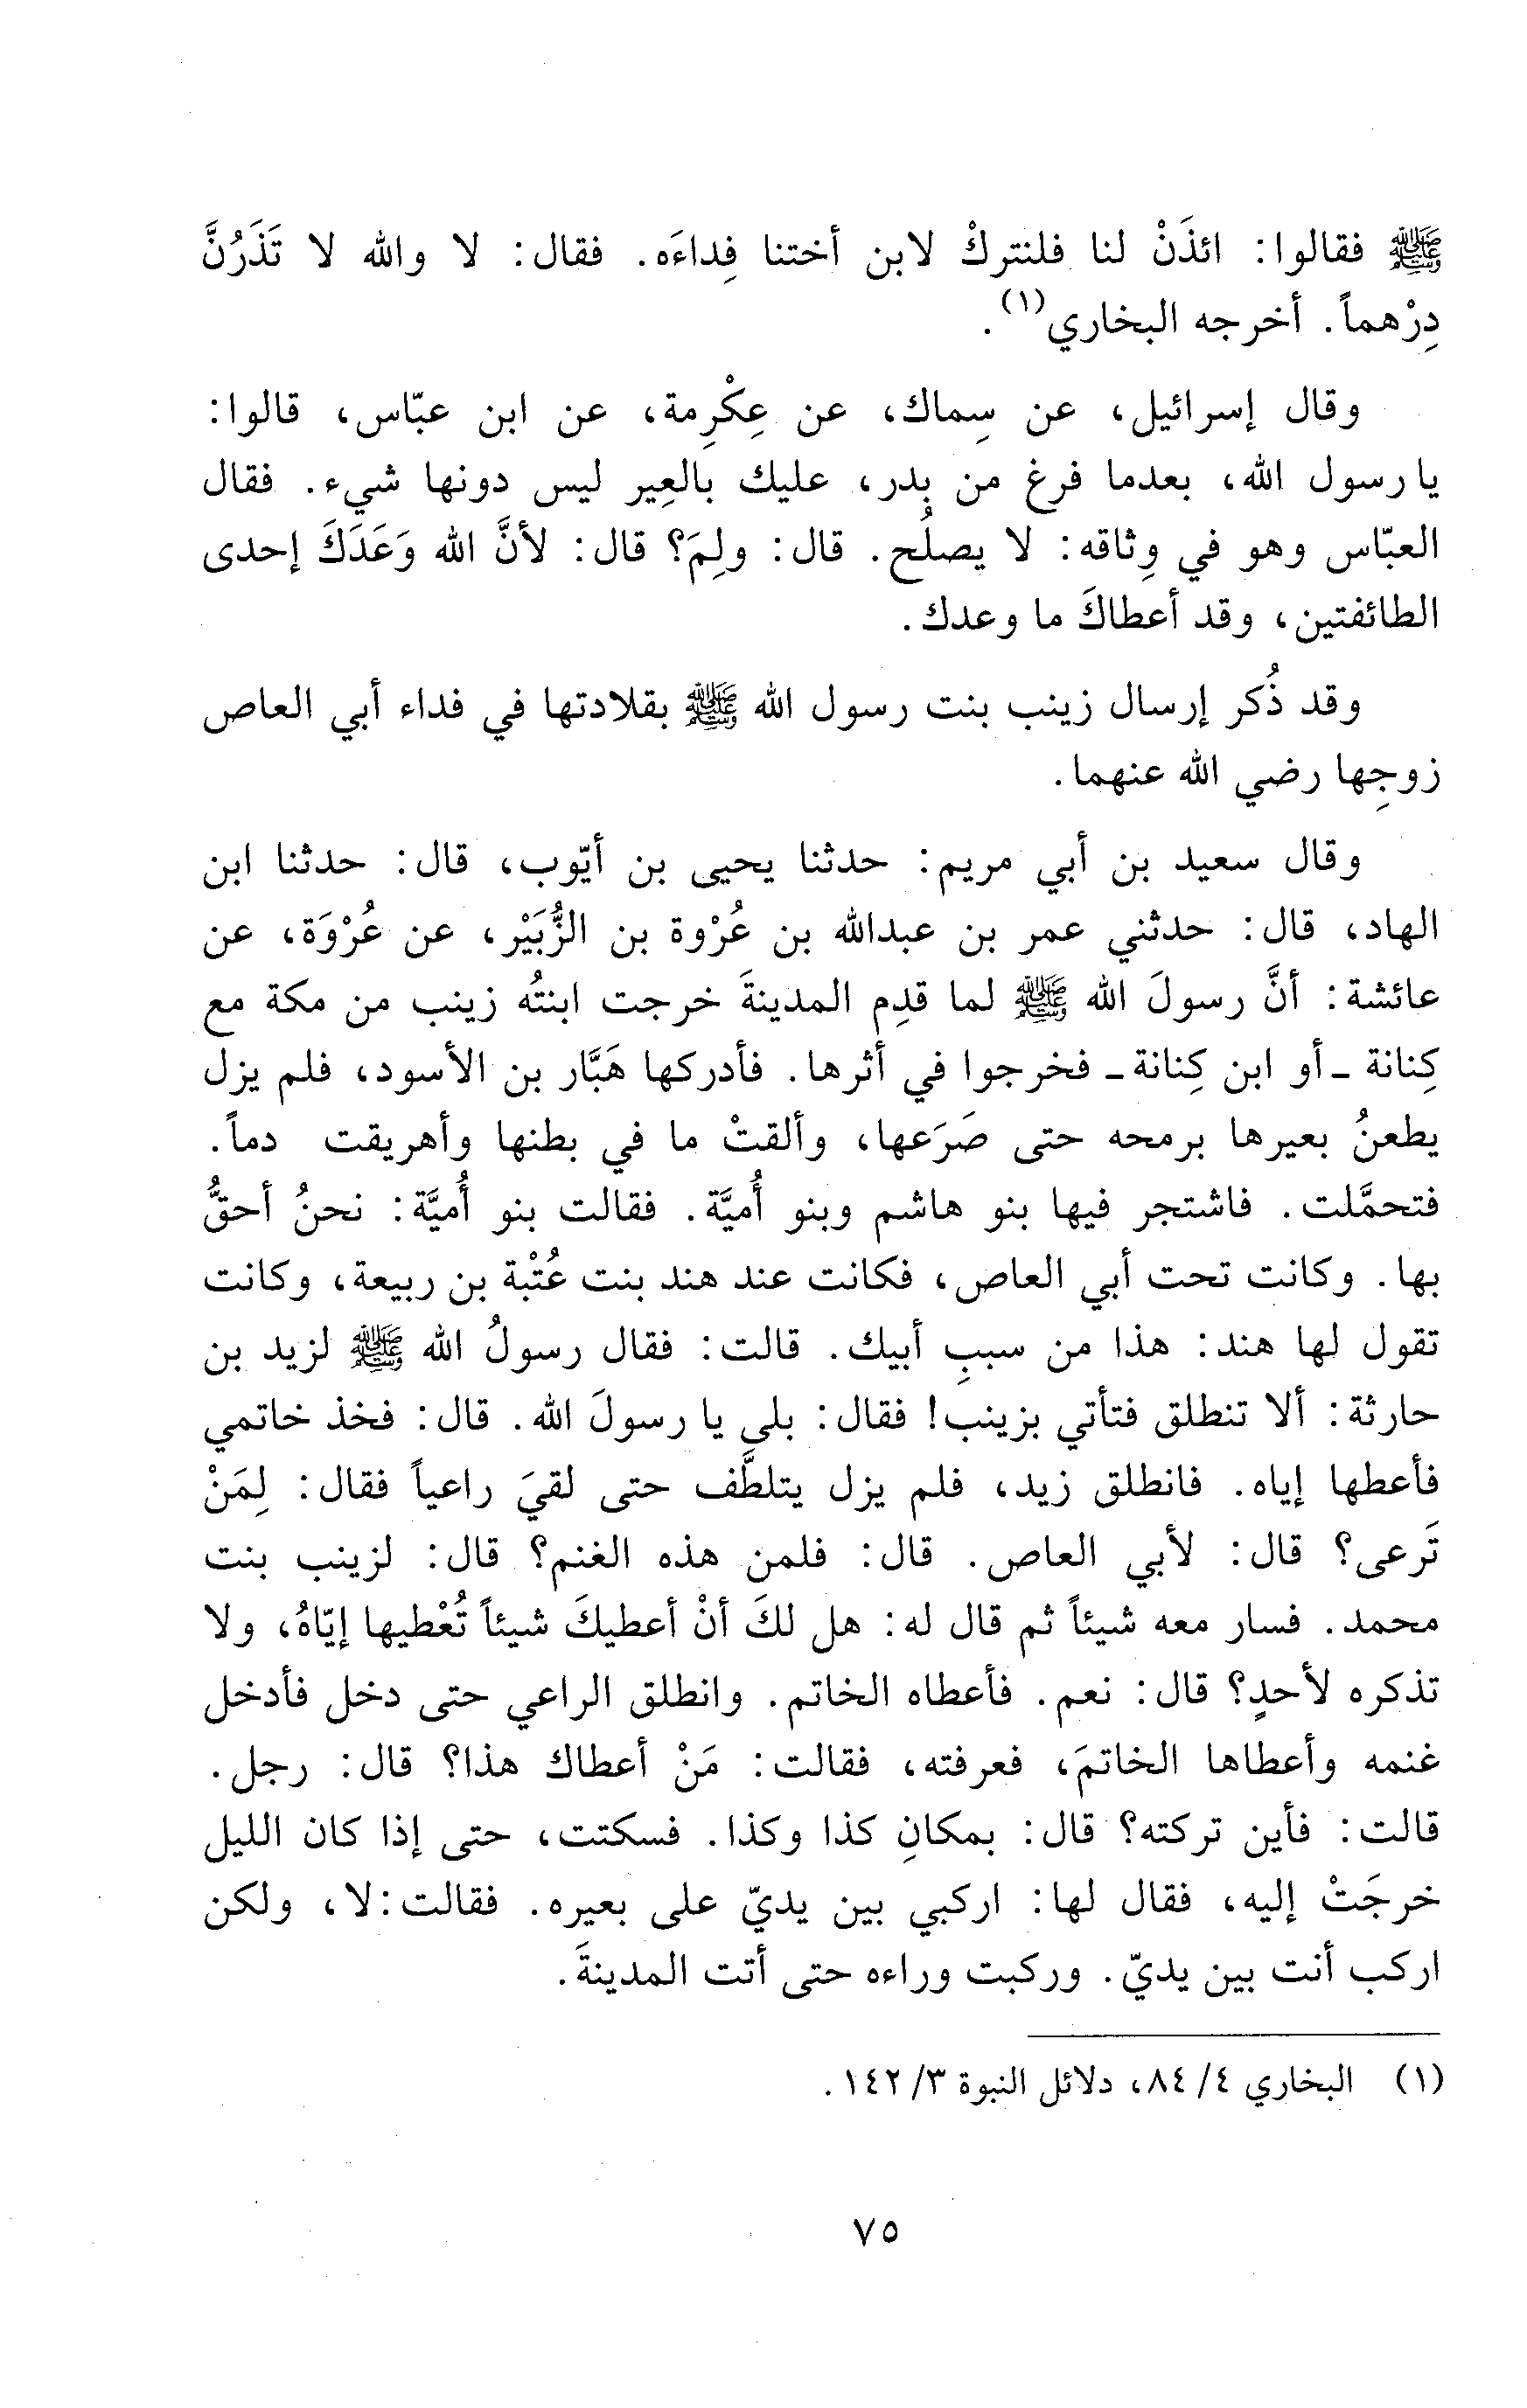 ﷺ فقالوا: ائذَنْ لنا فلنتركْ لابن أختنا فِداءَه. فقال: لا والله لا تَذَرُنَّ
دِرْهماً. أخرجه البخاري(١).
وقال إسرائيل، عن سِماك، عن عِكْرِمة، عن ابن عبّاس، قالوا:
يا رسول الله، بعدما فرغ من بدر، عليك بالعِير ليس دونها شيء. فقال
العبّاس وهو في وِثاقه: لا يصلُح. قال: ولِمَ؟ قال: لأنَّ الله وَعَدَكَ إحدى
الطائفتين، وقد أعطاكَ ما وعدك.
وقد ذُكر إرسال زينب بنت رسول الله ﷺ بقلادتها في فداء أبي العاص
زوجِها رضي الله عنهما.
وقال سعيد بن أبي مريم: حدثنا يحيى بن أيّوب، قال: حدثنا ابن
الهاد، قال: حدثني عمر بن عبدالله بن عُرْوة بن الزُّبَيْر، عن عُرْوَة، عن
عائشة: أنَّ رسولَ الله ﷺ لما قدِم المدينةَ خرجت ابنتُه زينب من مكة مع
كِنانة ـ أو ابن كِنانة ـ فخرجوا في أثرها. فأدركها هَبَّار بن الأسود، فلم يزل
يطعنُ بعيرها برمحه حتى صَرَعها، وألقتْ ما في بطنها وأهريقت دماً.
فتحمَّلت. فاشتجر فيها بنو هاشم وبنو أُميَّة. فقالت بنو أُميَّة: نحنُ أحقُّ
بها. وكانت تحت أبي العاص، فكانت عند هند بنت عُتْبة بن ربيعة، وكانت
تقول لها هند: هذا من سببِ أبيك. قالت: فقال رسولُ الله ﷺ لزيد بن
حارثة: ألا تنطلق فتأتي بزينب! فقال: بلى يا رسولَ الله. قال: فخذ خاتمي
فأعطها إياه. فانطلق زيد، فلم يزل يتلطَّف حتى لقيَ راعياً فقال: لِمَنْ
تَرعى؟ قال: لأبي العاص. قال: فلمن هذه الغنم؟ قال: لزينب بنت
محمد. فسار معه شيئاً ثم قال له: هل لكَ أنْ أعطيكَ شيئاً تُعْطيها إيّاهُ، ولا
تذكره لأحدٍ؟ قال: نعم. فأعطاه الخاتم. وانطلق الراعي حتى دخل فأدخل
غنمه وأعطاها الخاتمَ، فعرفته، فقالت: مَنْ أعطاك هذا؟ قال: رجل.
قالت: فأين تركته؟ قال: بمكانِ كذا وكذا. فسكتت، حتى إذا كان الليل
خرجَتْ إليه، فقال لها: اركبي بين يديّ على بعيره. فقالت: لا، ولكن
اركب أنت بين يديّ. وركبت وراءه حتى أتت المدينةَ.
(١) البخاري ٤/ ٨٤، دلائل النبوة ٣/ ١٤٢.
٧٥